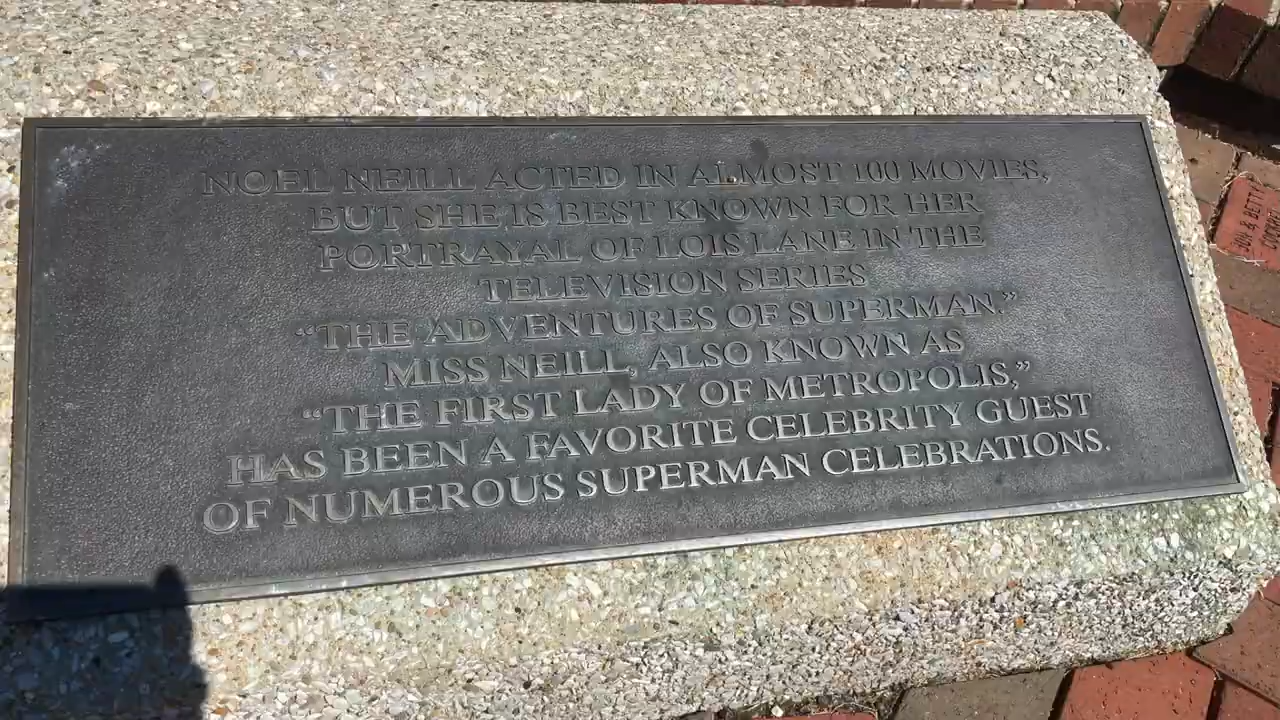 NOEL NEILL ACTED IN ALMOST 100 MOVIES,
BUT SHE IS BEST KNOWN FOR HER
PORTRAYAL OF LOIS LANE IN THE
TELEVISION SERIES
“THE ADVENTURES OF SUPERMAN.”
MISS NEILL, ALSO KNOWN AS
“THE FIRST LADY OF METROPOLIS,”
HAS BEEN A FAVORITE CELEBRITY GUEST
OF NUMEROUS SUPERMAN CELEBRATIONS.
& BETTY